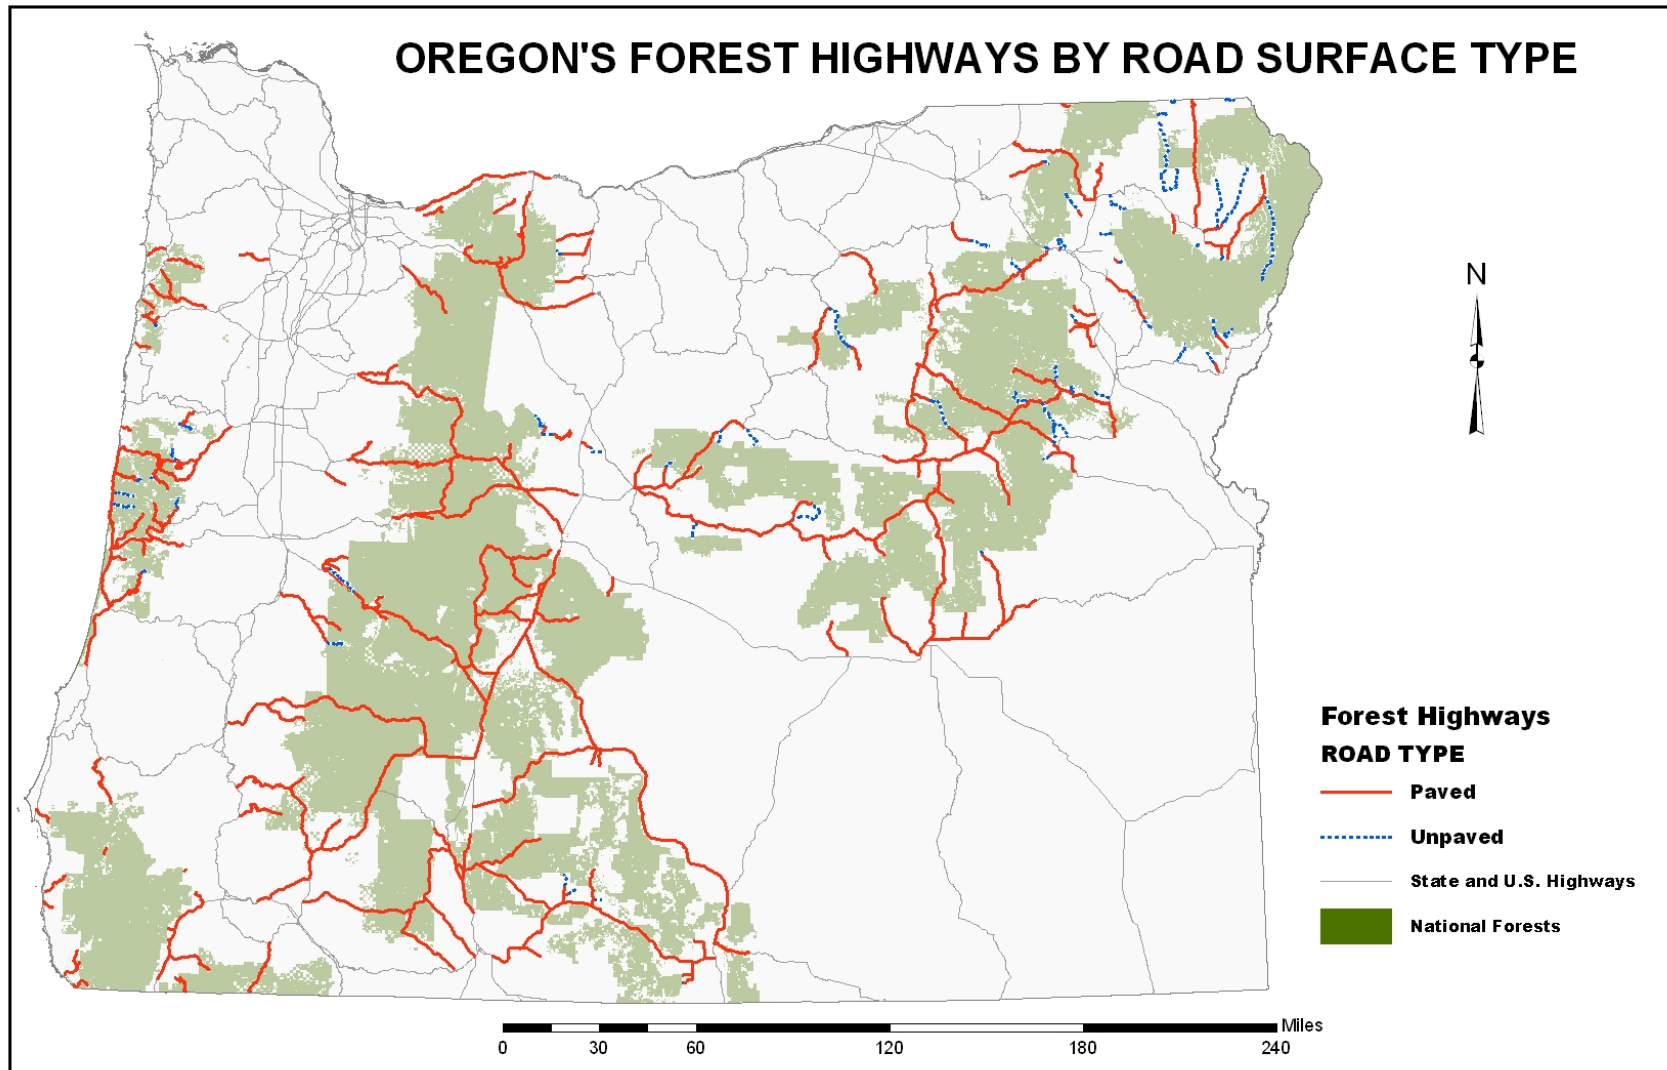 OREGON'S FOREST HIGHWAYS BY ROAD SURFACE TYPE
N
Forest Highways
ROAD TYPE
Paved
Unpaved
State and U.S. Highways
National Forests
Miles
0 30 60 120 180 240